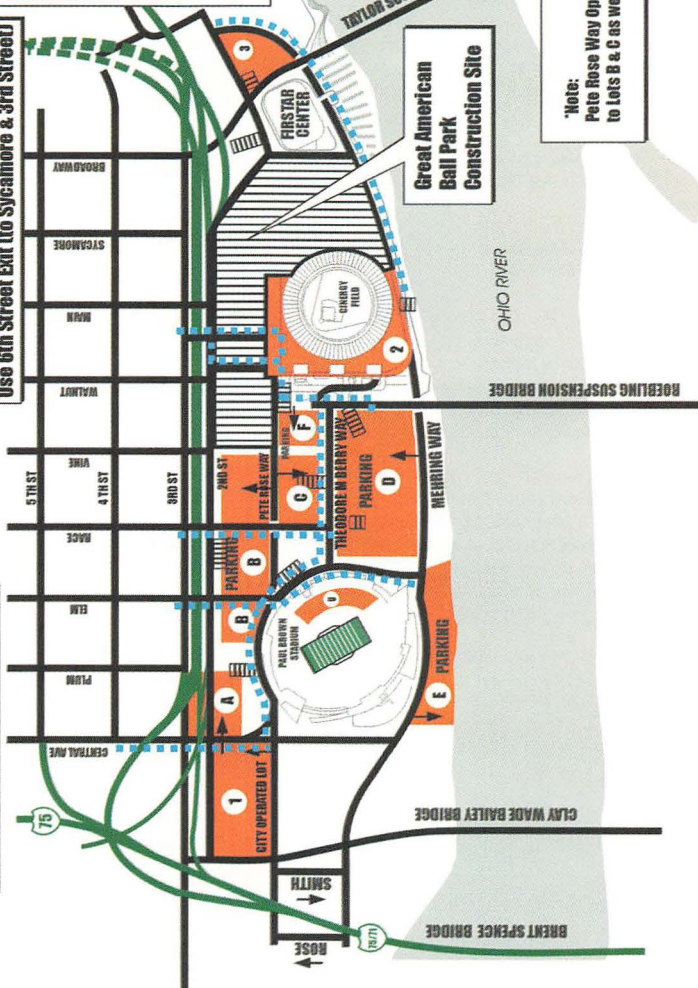 Use 6th Street Exit (to Sycamore & 3rd Street)
TAYLOR
3
FIRSTAR
CENTER
Great American
Ball Park
Construction Site
*Note:
Pete Rose Way
to Lots B & C as
BROADWAY
SYCAMORE
MAIN
WALNUT
VINE
RACE
ELM
PLUM
CENTRAL AVE
5TH ST
4TH ST
3RD ST
2ND ST
PETE ROSE WAY
CINERGY
FIELD
2
OHIO RIVER
ROEBLING SUSPENSION BRIDGE
PARKING
F
C
THEODORE M BERRY WAY
PARKING
D
MEHRING WAY
PARKING
B
B
PAUL BROWN
STADIUM
U
A
E
PARKING
1
CITY OPERATED LOT
75
CLAY WADE BAILEY BRIDGE
SMITH
ROSE
75/71
BRENT SPENCE BRIDGE